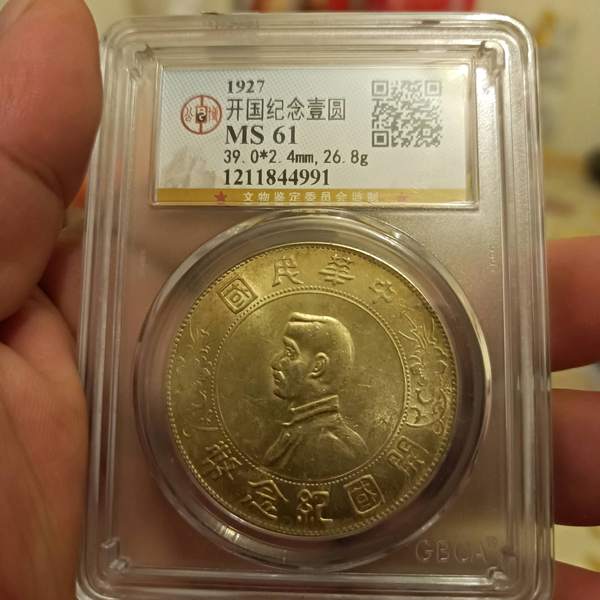 1927
开国纪念壹圆
MS 61
39.0*2.4mm,26.8g
1211844991
文物鉴定委员会监制
中華民國
開國紀念幣
GBCA